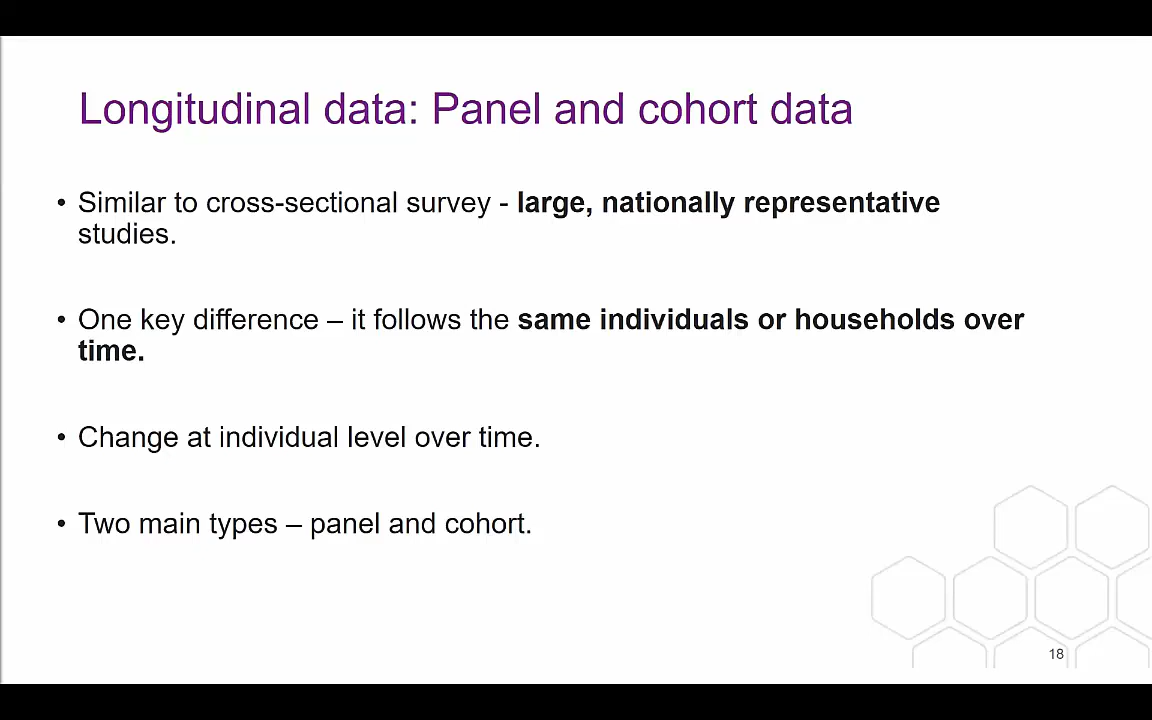 Longitudinal data: Panel and cohort data
• Similar to cross-sectional survey - large, nationally representative
studies.
• One key difference – it follows the same individuals or households over
time.
• Change at individual level over time.
• Two main types – panel and cohort.
18